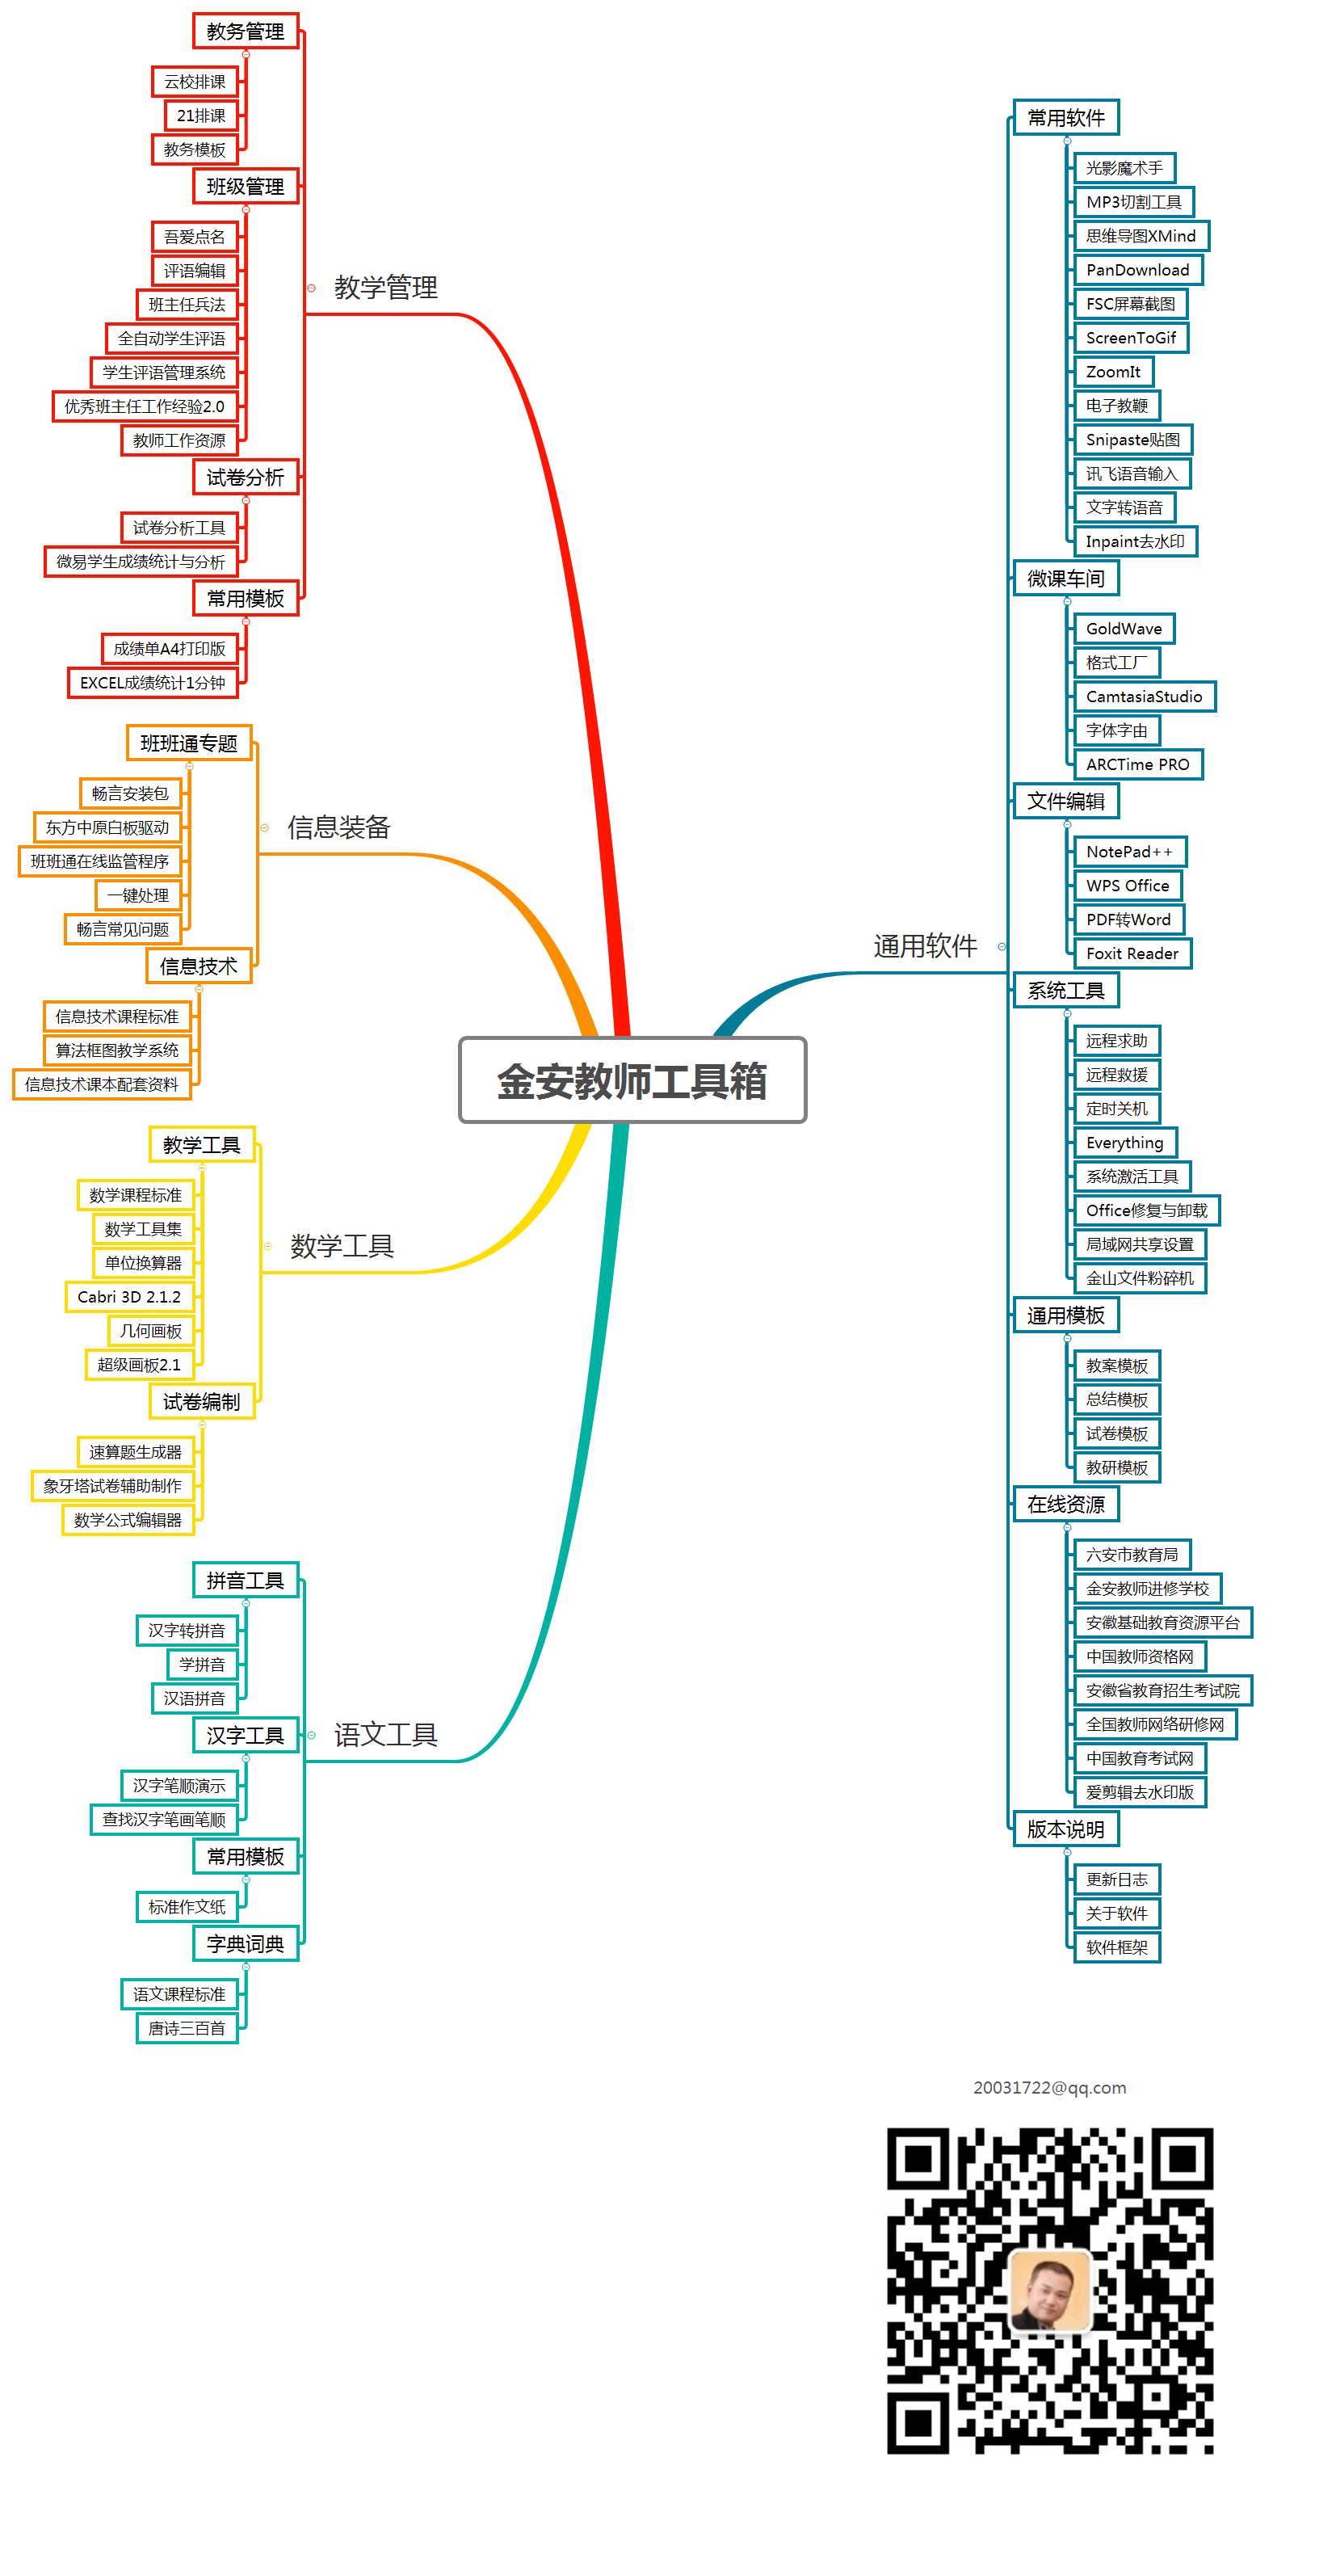 金安教师工具箱
教学管理
教务管理
云校排课
21排课
教务模板
班级管理
吾爱点名
评语编辑
班主任兵法
全自动学生评语
学生评语管理系统
优秀班主任工作经验2.0
教师工作资源
试卷分析
试卷分析工具
微易学生成绩统计与分析
常用模板
成绩单A4打印版
EXCEL成绩统计1分钟
信息装备
班班通专题
畅言安装包
东方中原白板驱动
班班通在线监管程序
一键处理
畅言常见问题
信息技术
信息技术课程标准
算法框图教学系统
信息技术课本配套资料
数学工具
教学工具
数学课程标准
数学工具集
单位换算器
Cabri 3D 2.1.2
几何画板
超级画板2.1
试卷编制
速算题生成器
象牙塔试卷辅助制作
数学公式编辑器
语文工具
拼音工具
汉字转拼音
学拼音
汉语拼音
汉字工具
汉字笔顺演示
查找汉字笔画笔顺
常用模板
标准作文纸
字典词典
语文课程标准
唐诗三百首
通用软件
常用软件
光影魔术手
MP3切割工具
思维导图XMind
PanDownload
FSC屏幕截图
ScreenToGif
ZoomIt
电子教鞭
Snipaste贴图
讯飞语音输入
文字转语音
Inpaint去水印
微课车间
GoldWave
格式工厂
CamtasiaStudio
字体字由
ARCTime PRO
文件编辑
NotePad++
WPS Office
PDF转Word
Foxit Reader
系统工具
远程求助
远程救援
定时关机
Everything
系统激活工具
Office修复与卸载
局域网共享设置
金山文件粉碎机
通用模板
教案模板
总结模板
试卷模板
教研模板
在线资源
六安市教育局
金安教师进修学校
安徽基础教育资源平台
中国教师资格网
安徽省教育招生考试院
全国教师网络研修网
中国教育考试网
爱剪辑去水印版
版本说明
更新日志
关于软件
软件框架
20031722@qq.com